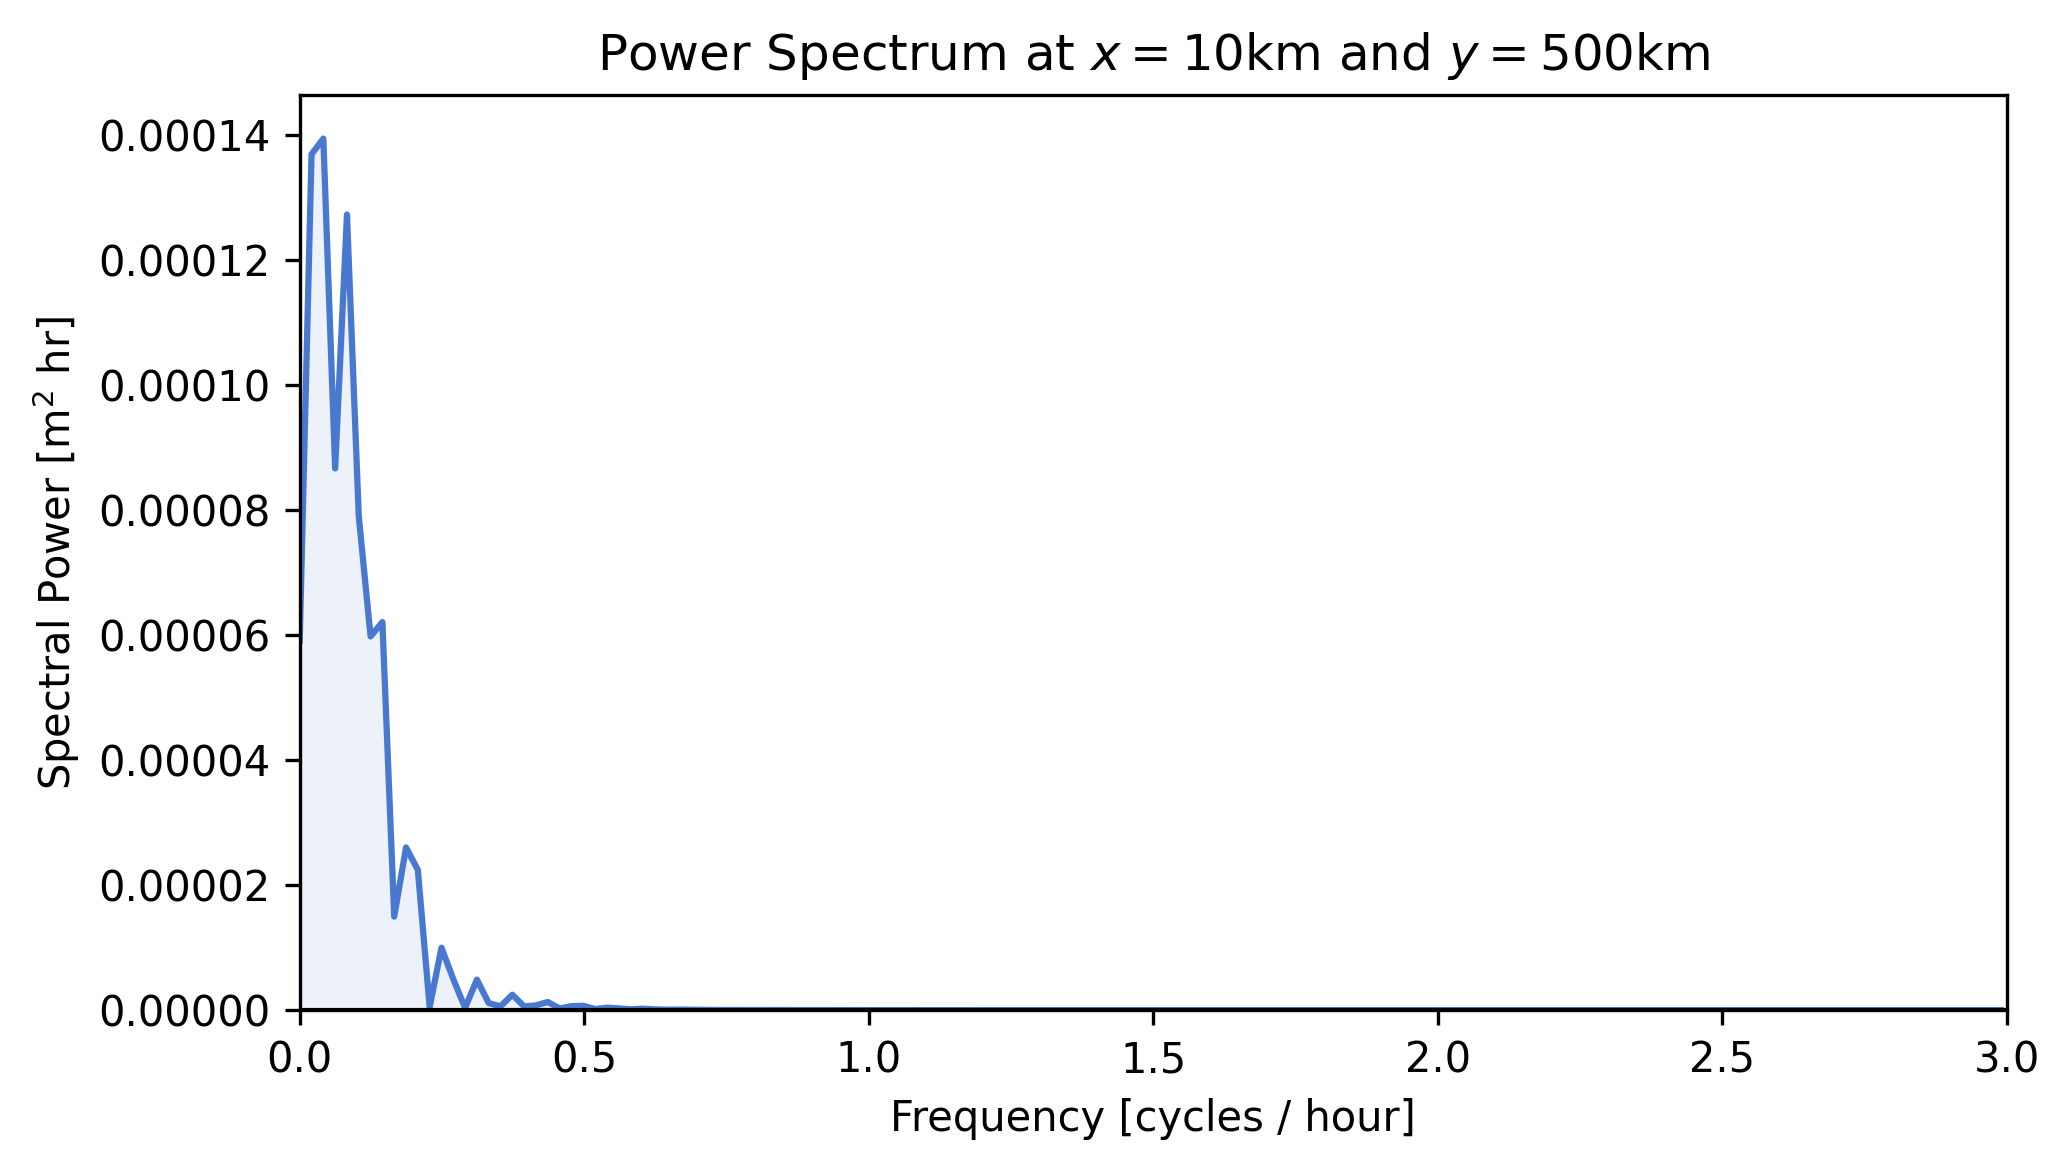 Power Spectrum at x = 10km and y = 500km
Spectral Power [m² hr]
0.00014
0.00012
0.00010
0.00008
0.00006
0.00004
0.00002
0.00000
0.0 0.5 1.0 1.5 2.0 2.5 3.0
Frequency [cycles / hour]